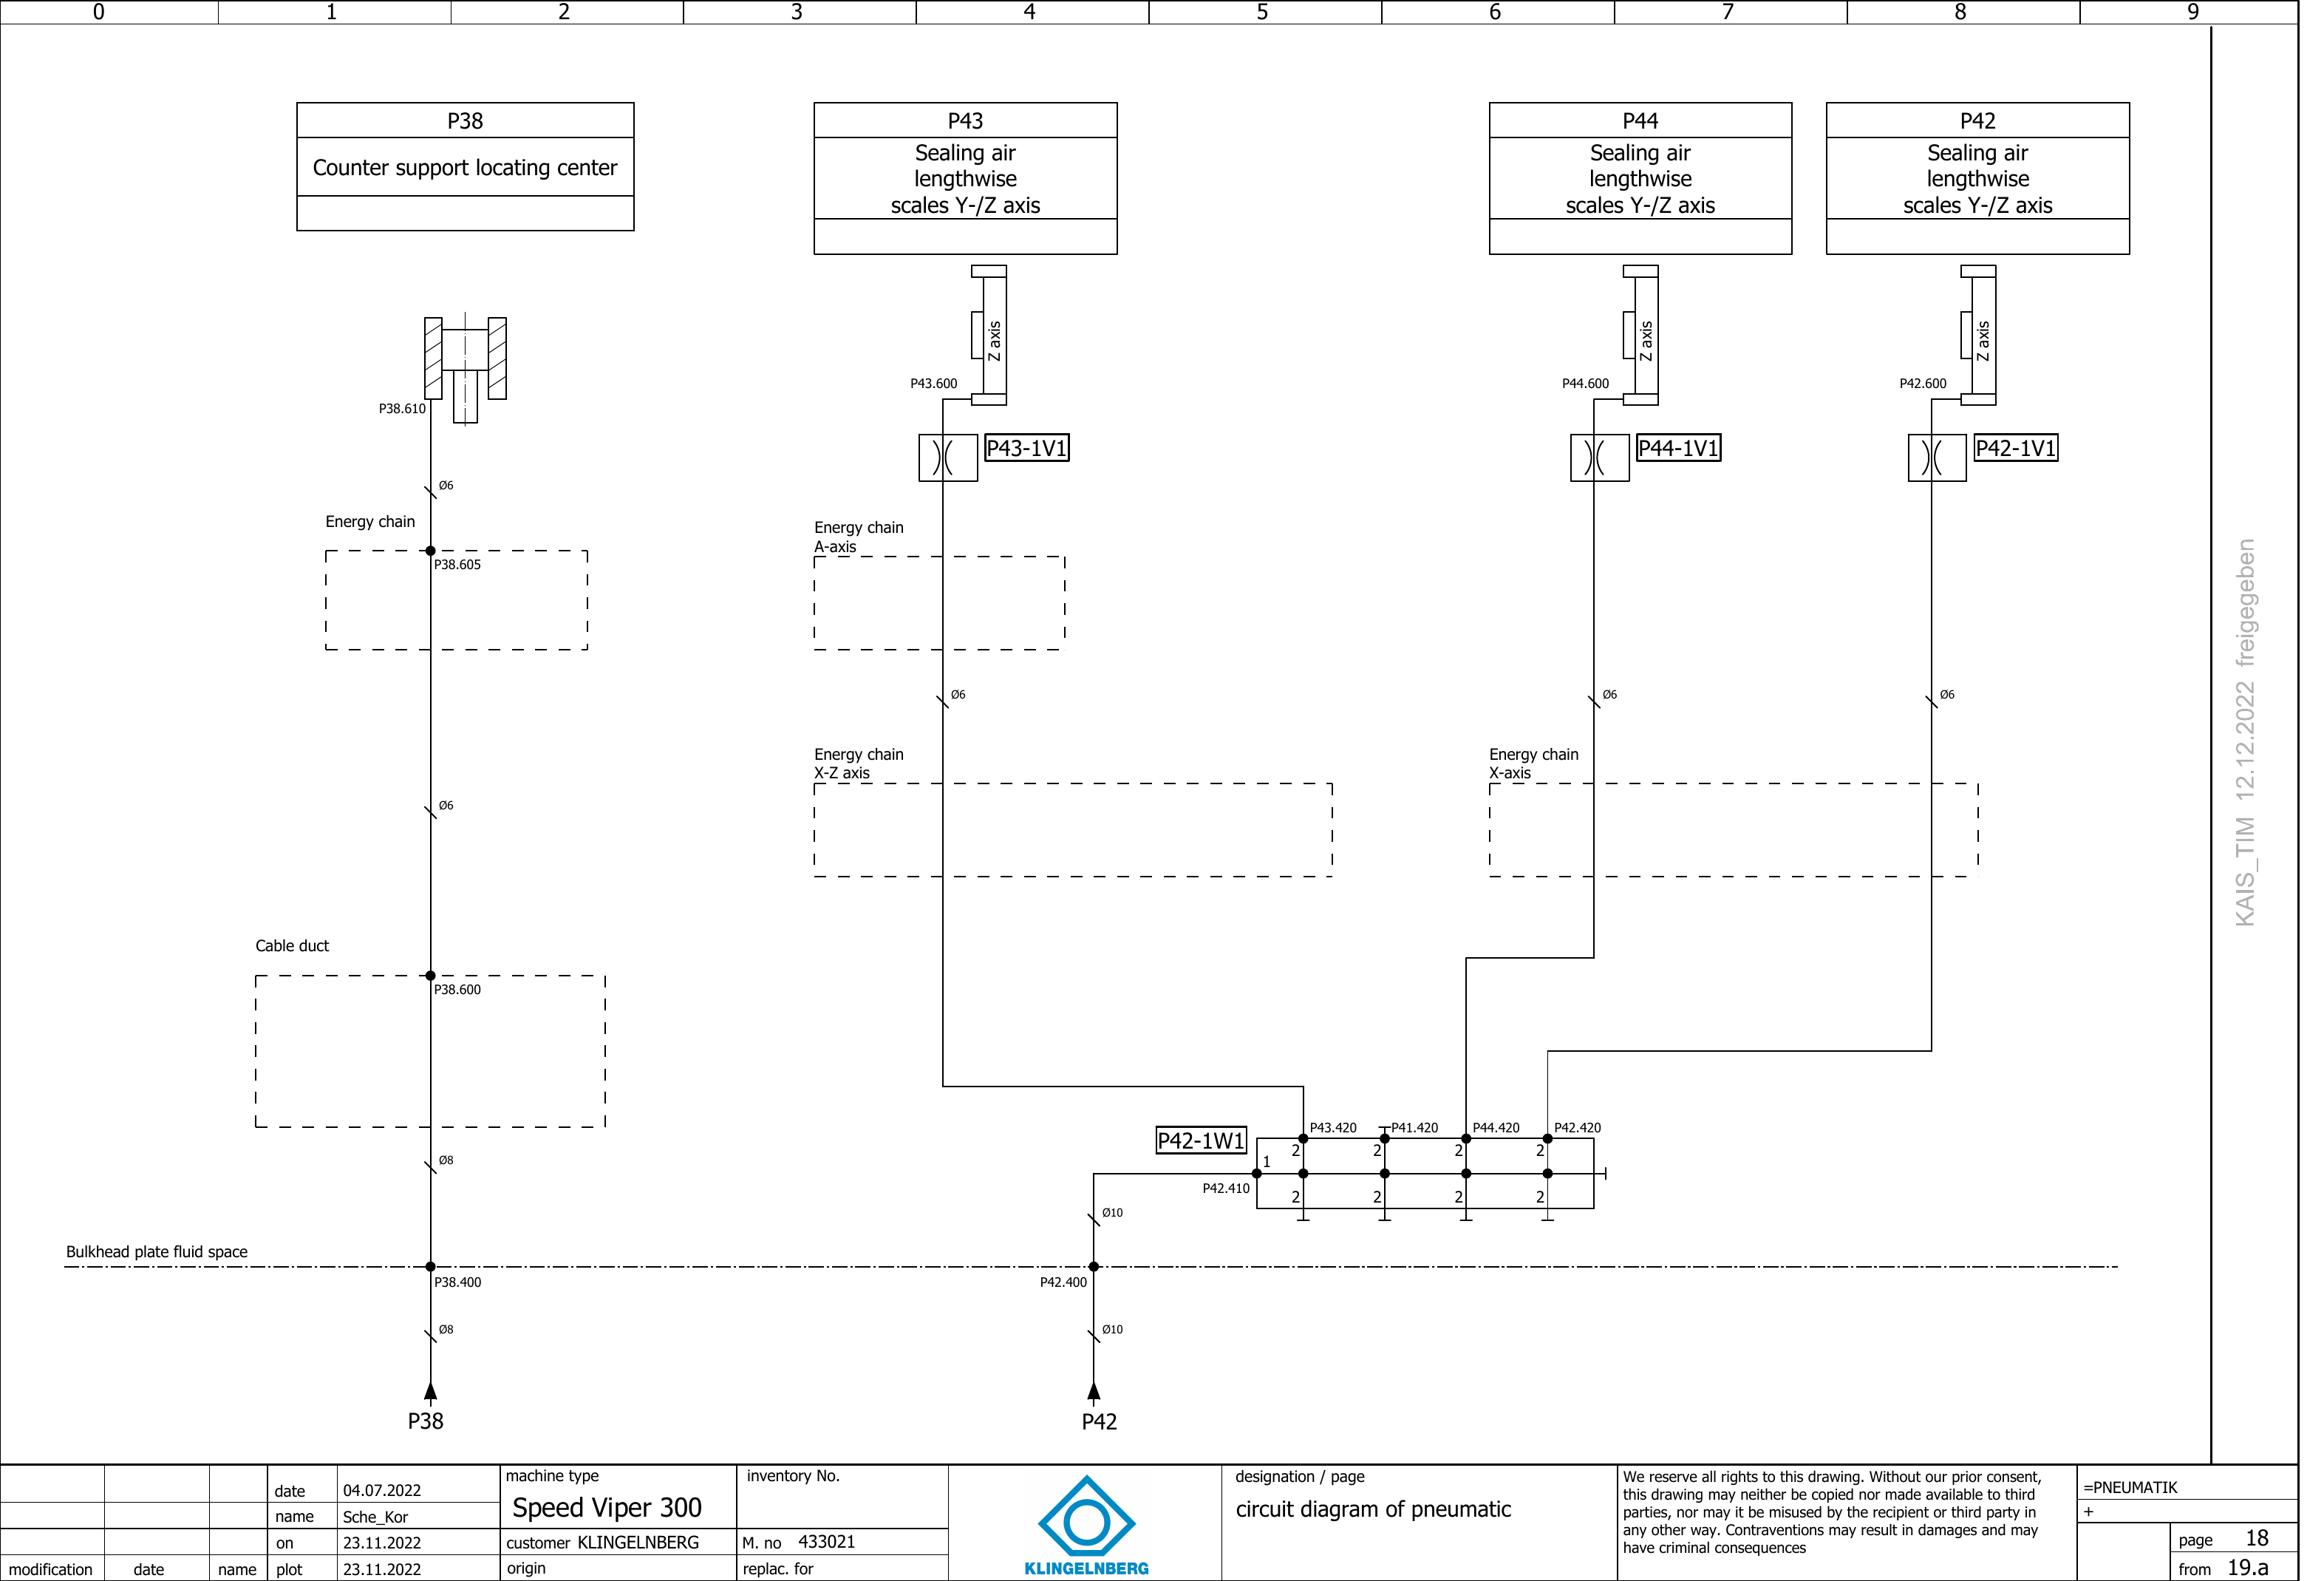 0 1 2 3 4 5 6 7 8 9
P38
Counter support locating center
P43
Sealing air
lengthwise
scales Y-/Z axis
P44
Sealing air
lengthwise
scales Y-/Z axis
P42
Sealing air
lengthwise
scales Y-/Z axis
Z axis
Z axis
Z axis
P43.600
P44.600
P42.600
P38.610
P43-1V1
P44-1V1
P42-1V1
Ø6
Energy chain
P38.605
Energy chain
A-axis
Ø6
Ø6
Ø6
Energy chain
X-Z axis
Energy chain
X-axis
Ø6
Cable duct
P38.600
P43.420
P41.420
P44.420
P42.420
P42-1W1
1
2 2 2 2
P42.410
2 2 2 2
Ø8
Ø10
Bulkhead plate fluid space
P38.400
P42.400
Ø8
Ø10
P38
P42
KAIS_TIM 12.12.2022 freigegeben
modification
date
name
date 04.07.2022
name Sche_Kor
on 23.11.2022
plot 23.11.2022
machine type
Speed Viper 300
customer KLINGELNBERG
origin
inventory No.
M. no 433021
replac. for
KLINGELNBERG
designation / page
circuit diagram of pneumatic
We reserve all rights to this drawing. Without our prior consent,
this drawing may neither be copied nor made available to third
parties, nor may it be misused by the recipient or third party in
any other way. Contraventions may result in damages and may
have criminal consequences
=PNEUMATIK
+
page 18
from 19.a